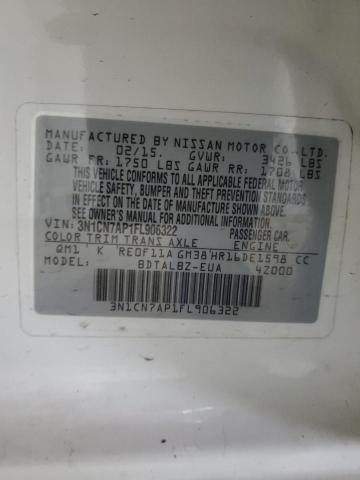 MANUFACTURED BY NISSAN MOTOR CO., LTD.
DATE: 02/15. GVWR: 3426 LBS
GAWR FR: 1750 LBS GAWR RR: 1708 LBS
THIS VEHICLE CONFORMS TO ALL APPLICABLE FEDERAL MOTOR
VEHICLE SAFETY, BUMPER AND THEFT PREVENTION STANDARDS
IN EFFECT ON THE DATE OF MANUFACTURE SHOWN ABOVE.
SEE OWNER'S MANUAL FOR ADDITIONAL INFORMATION.
VIN: 3N1CN7AP1FL906322 PASSENGER CAR.
COLOR TRIM TRANS AXLE ENGINE
QM1 K RE0F11A GM38 HR16DE1598 CC
MODEL: BDTALBZ-EUA 4Z000
3N1CN7AP1FL906322